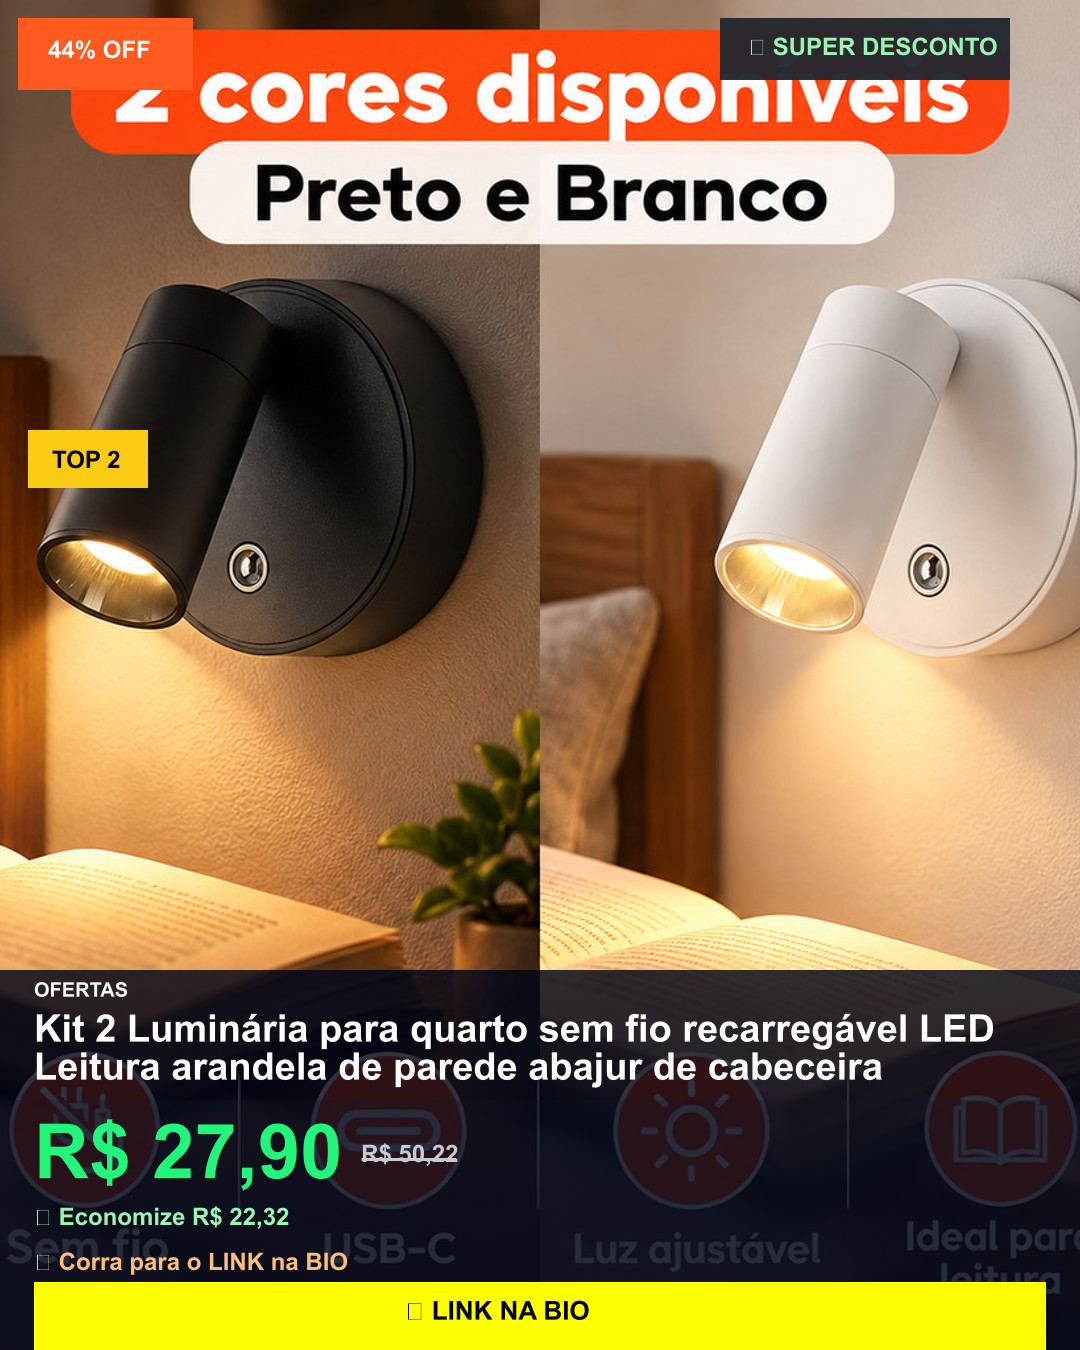 44% OFF
SUPER DESCONTO
2 cores disponíveis
Preto e Branco
TOP 2
OFERTAS
Kit 2 Luminária para quarto sem fio recarregável LED
Leitura arandela de parede abajur de cabeceira
R$ 27,90 R$ 50,22
Economize R$ 22,32
Sem fio
USB-C
Luz ajustável
Ideal para
leitura
Corra para o LINK na BIO
LINK NA BIO